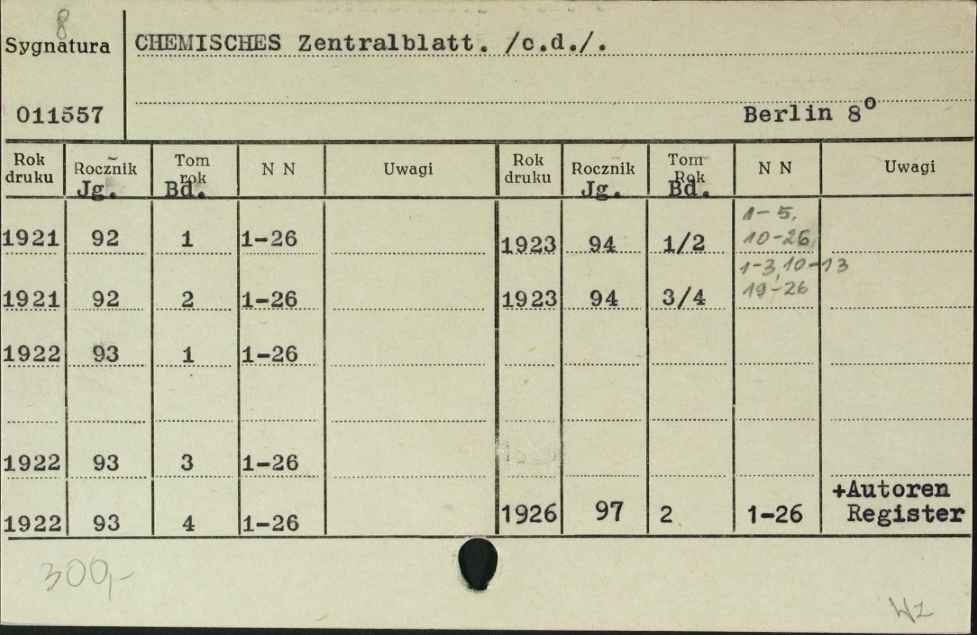 8
Sygnatura
CHEMISCHES Zentralblatt. /c.d./.
011557
Berlin 8°
Rok druku Rocznik Jg. Tom rok Bd. N N Uwagi Rok druku Rocznik Jg. Tom Rok Bd. N N Uwagi
1921 92 1 1-26 1923 94 1/2 1-5, 10-26,
1921 92 2 1-26 1923 94 3/4 1-3, 10-13 19-26
1922 93 1 1-26
1922 93 3 1-26
1922 93 4 1-26 1926 97 2 1-26 +Autoren Register
300,-
Wz